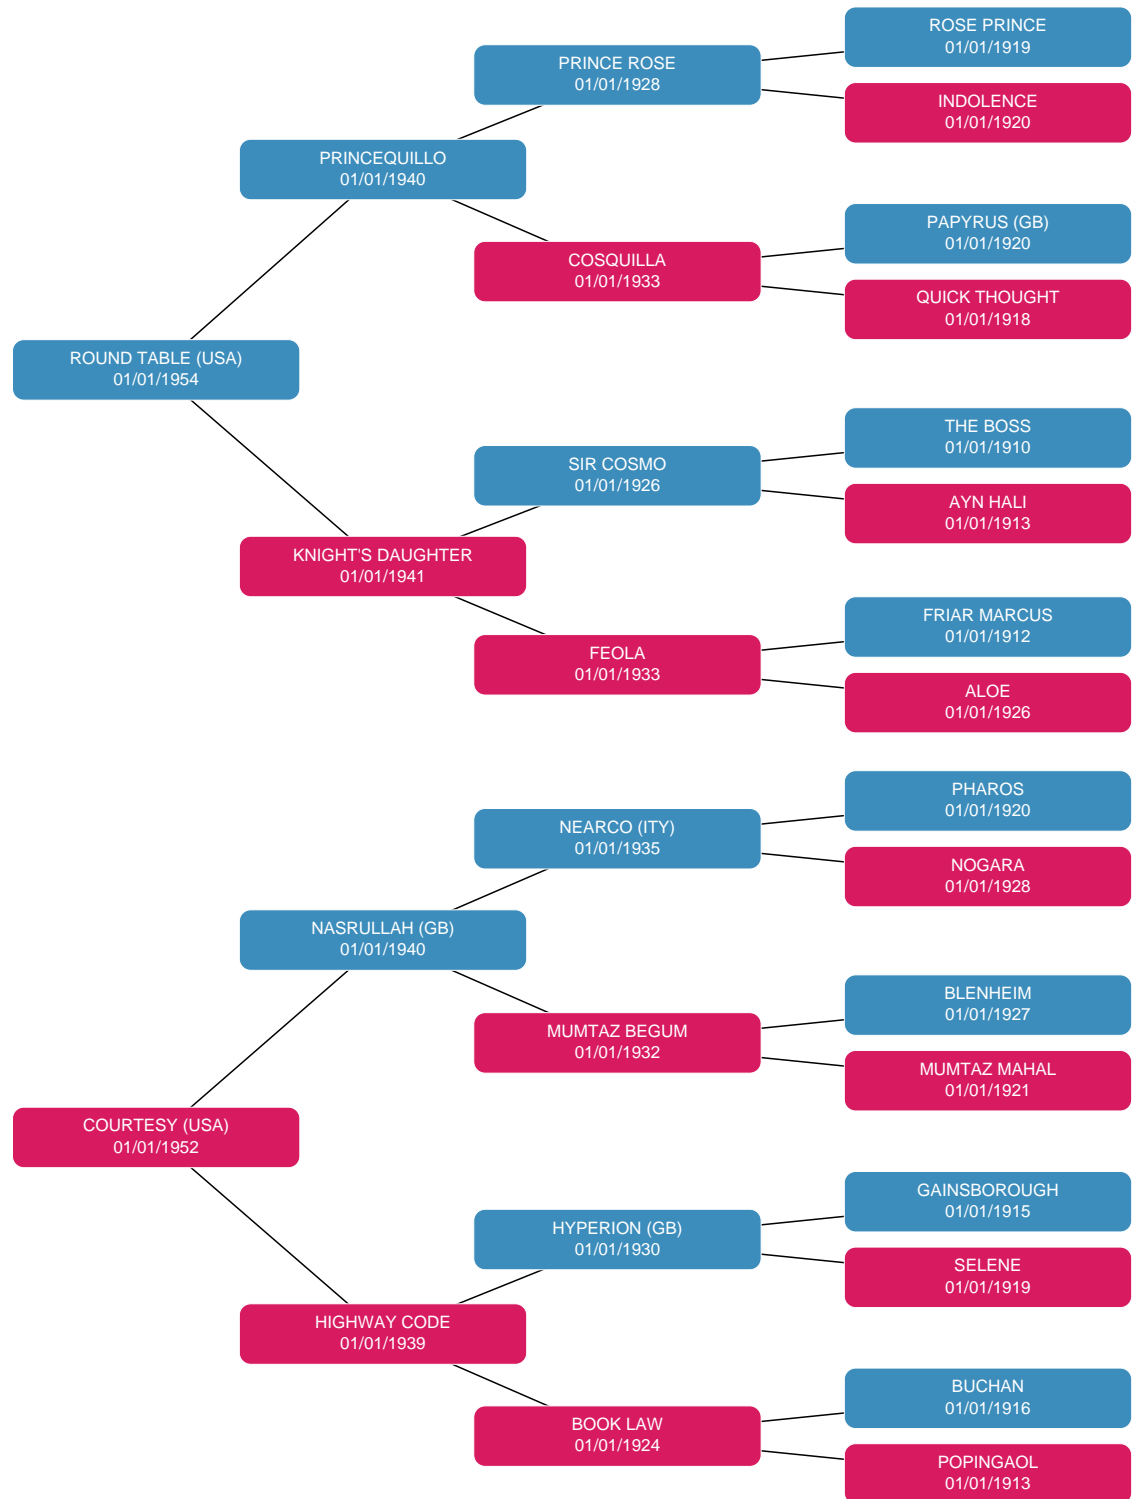 ROSE PRINCE
01/01/1919
PRINCE ROSE
01/01/1928
INDOLENCE
01/01/1920
PRINCEQUILLO
01/01/1940
PAPYRUS (GB)
01/01/1920
COSQUILLA
01/01/1933
QUICK THOUGHT
01/01/1918
ROUND TABLE (USA)
01/01/1954
THE BOSS
01/01/1910
SIR COSMO
01/01/1926
AYN HALI
01/01/1913
KNIGHT'S DAUGHTER
01/01/1941
FRIAR MARCUS
01/01/1912
FEOLA
01/01/1933
ALOE
01/01/1926
PHAROS
01/01/1920
NEARCO (ITY)
01/01/1935
NOGARA
01/01/1928
NASRULLAH (GB)
01/01/1940
BLENHEIM
01/01/1927
MUMTAZ BEGUM
01/01/1932
MUMTAZ MAHAL
01/01/1921
COURTESY (USA)
01/01/1952
GAINSBOROUGH
01/01/1915
HYPERION (GB)
01/01/1930
SELENE
01/01/1919
HIGHWAY CODE
01/01/1939
BUCHAN
01/01/1916
BOOK LAW
01/01/1924
POPINGAOL
01/01/1913